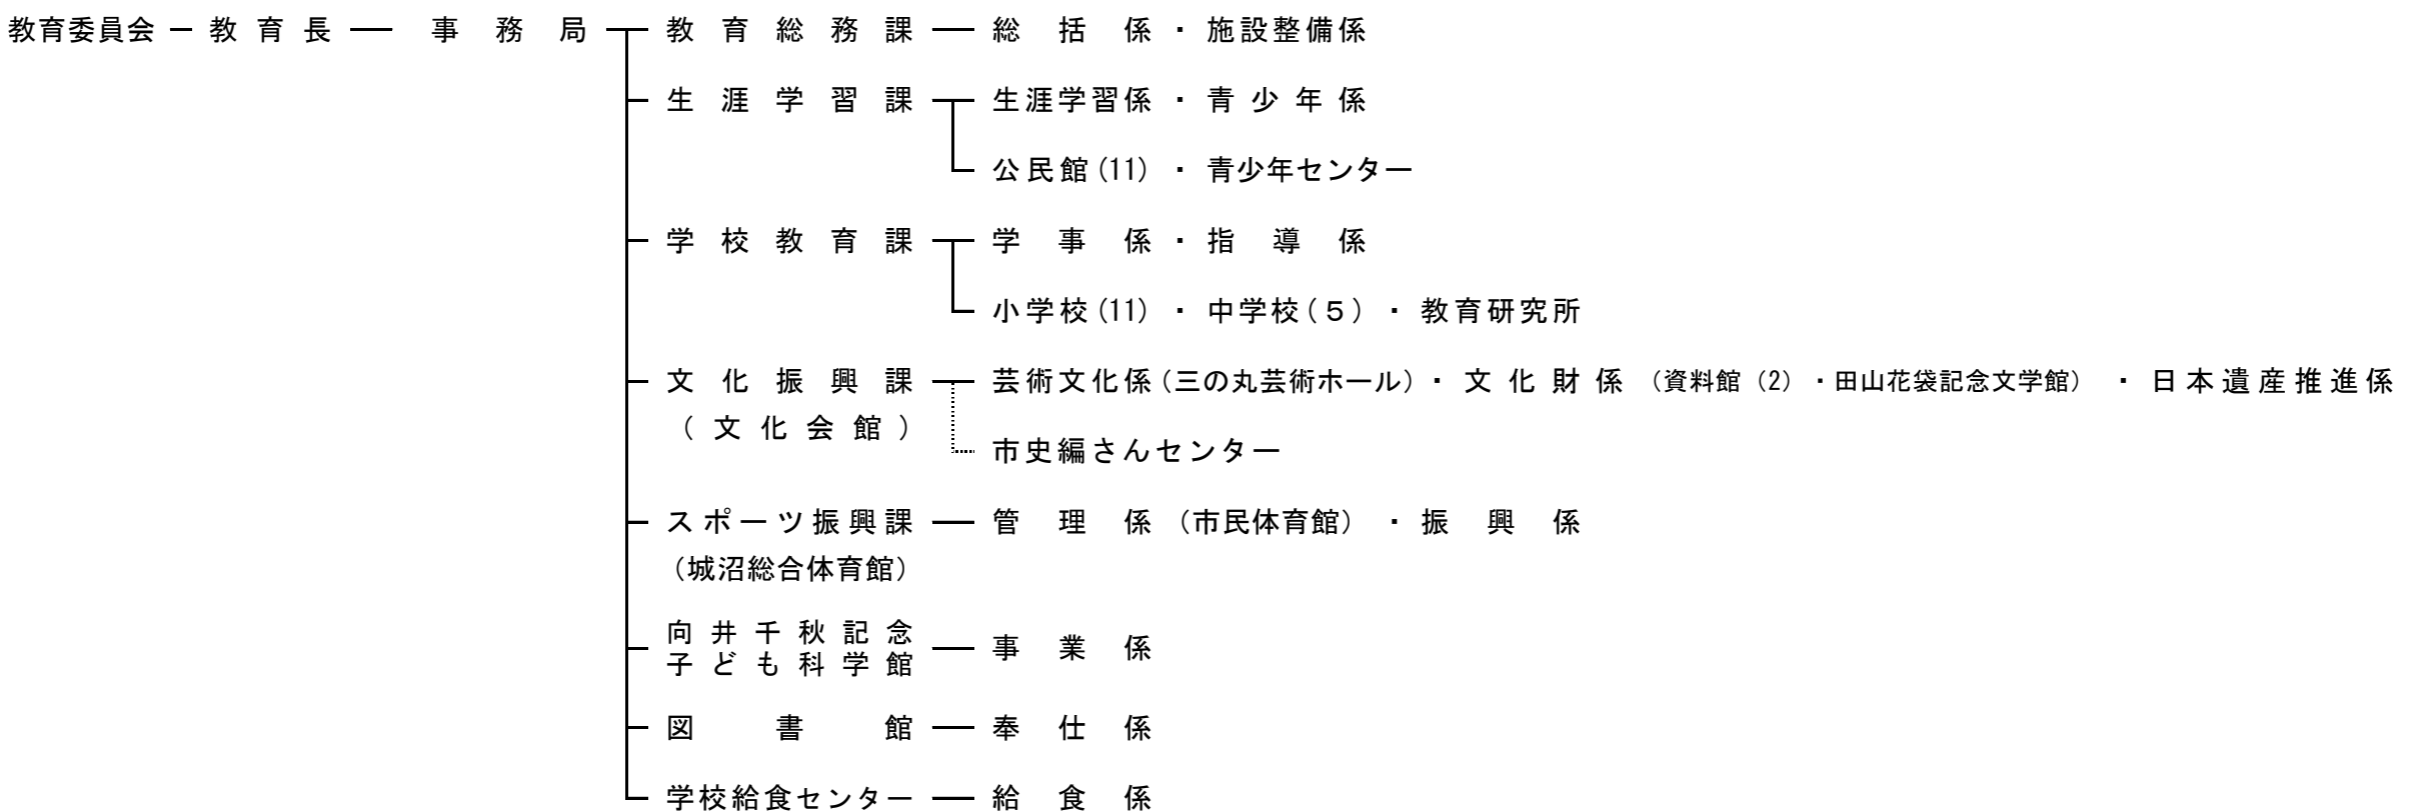 教育委員会 ー 教育長 ── 事務局 ┬ 教育総務課 ── 総括係 ・ 施設整備係
生涯学習課 生涯学習係 ・ 青少年係
公民館(11) ・ 青少年センター
学校教育課 学事係 ・ 指導係
小学校(11) ・ 中学校(５) ・ 教育研究所
文化振興課 芸術文化係(三の丸芸術ホール) ・ 文化財係 (資料館(2) ・田山花袋記念文学館) ・ 日本遺産推進係
(文化会館)
市史編さんセンター
スポーツ振興課 管理係 (市民体育館) ・ 振興係
(城沼総合体育館)
向井千秋記念
子ども科学館 事業係
図書館 奉仕係
学校給食センター 給食係